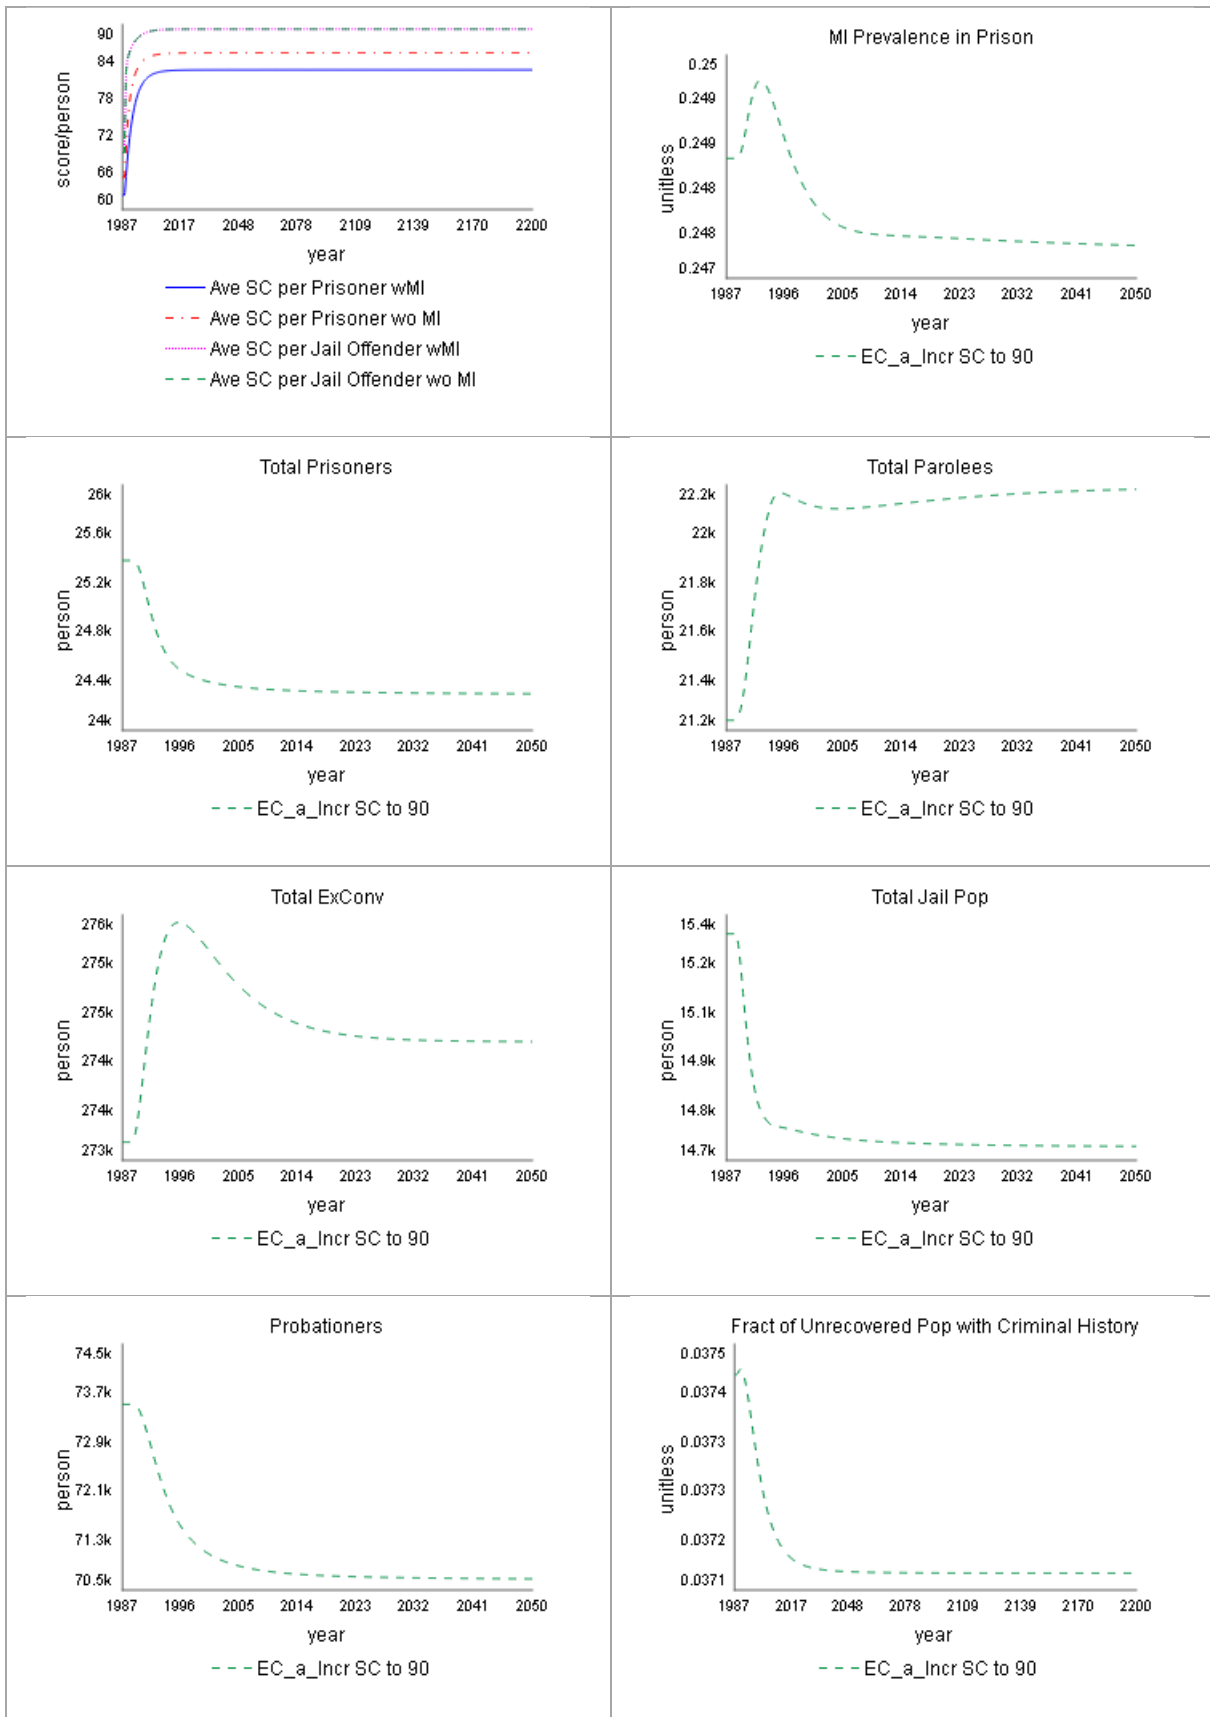 90
84
78
72
66
60
score/person
1987 2017 2048 2078 2109 2139 2170 2200
year
Ave SC per Prisoner wMI
Ave SC per Prisoner wo MI
Ave SC per Jail Offender wMI
Ave SC per Jail Offender wo MI
MI Prevalence in Prison
0.25
0.249
0.249
0.248
0.248
0.247
unitless
1987 1996 2005 2014 2023 2032 2041 2050
year
EC_a_Incr SC to 90
Total Prisoners
26k
25.6k
25.2k
24.8k
24.4k
24k
person
1987 1996 2005 2014 2023 2032 2041 2050
year
EC_a_Incr SC to 90
Total Parolees
22.2k
22k
21.8k
21.6k
21.4k
21.2k
person
1987 1996 2005 2014 2023 2032 2041 2050
year
EC_a_Incr SC to 90
Total ExConv
276k
275k
275k
274k
274k
273k
person
1987 1996 2005 2014 2023 2032 2041 2050
year
EC_a_Incr SC to 90
Total Jail Pop
15.4k
15.2k
15.1k
14.9k
14.8k
14.7k
person
1987 1996 2005 2014 2023 2032 2041 2050
year
EC_a_Incr SC to 90
Probationers
74.5k
73.7k
72.9k
72.1k
71.3k
70.5k
person
1987 1996 2005 2014 2023 2032 2041 2050
year
EC_a_Incr SC to 90
Fract of Unrecovered Pop with Criminal History
0.0375
0.0374
0.0373
0.0373
0.0372
0.0371
unitless
1987 2017 2048 2078 2109 2139 2170 2200
year
EC_a_Incr SC to 90